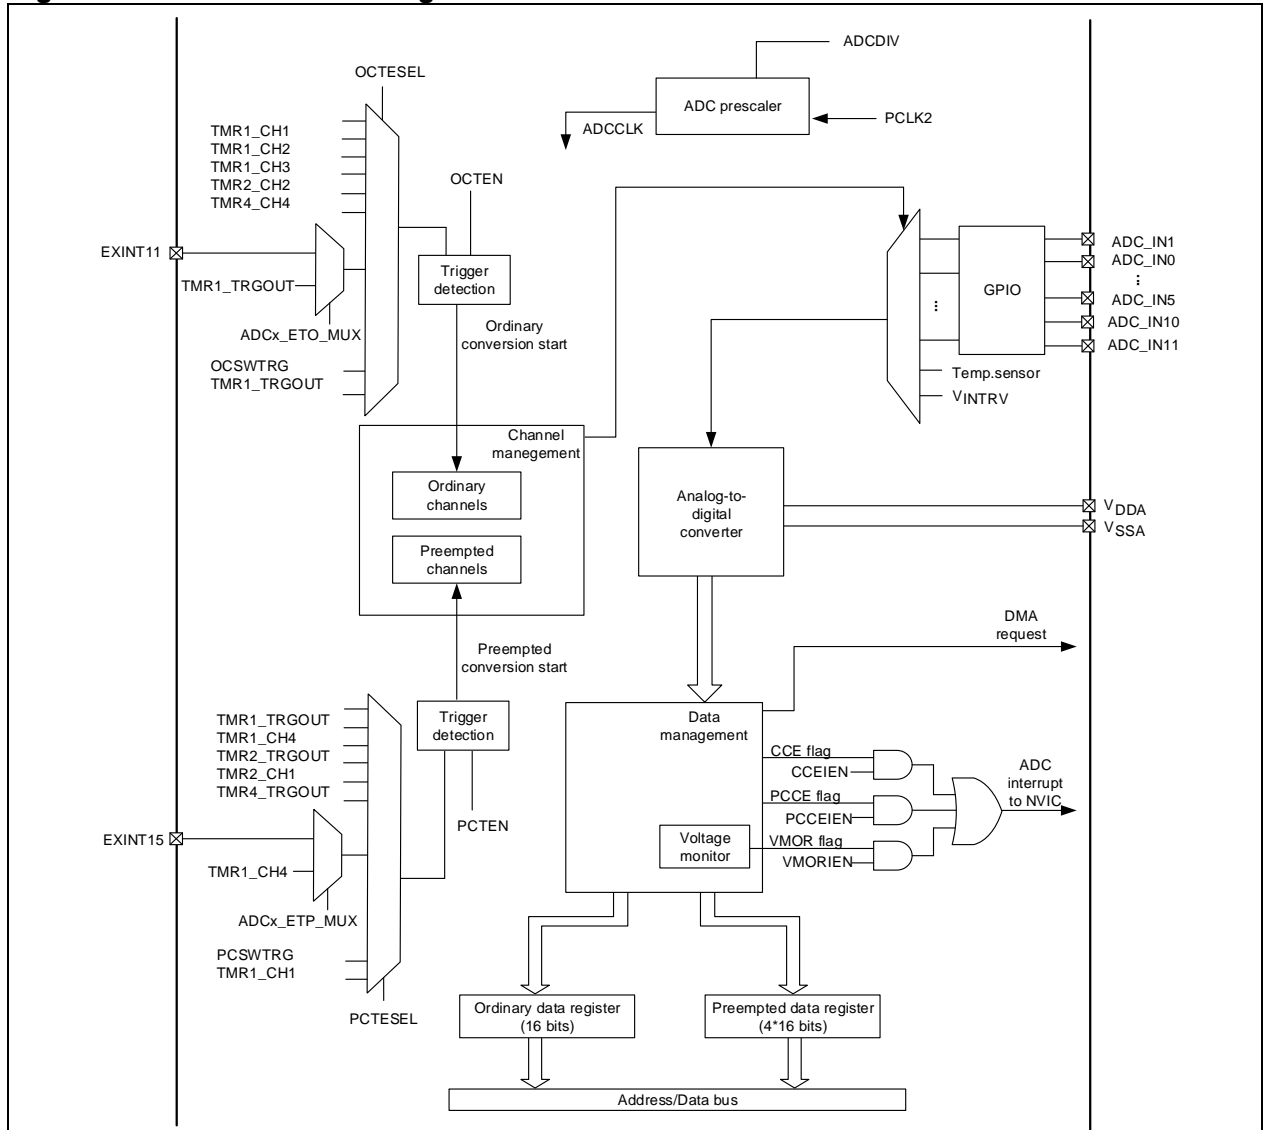 ADCDIV
OCTESEL
ADC prescaler
PCLK2
ADCCLK
TMR1_CH1
TMR1_CH2
TMR1_CH3
TMR2_CH2
TMR4_CH4
OCTEN
EXINT11
TMR1_TRGOUT
ADCx_ETO_MUX
Trigger
detection
Ordinary
conversion start
OCSWTRG
TMR1_TRGOUT
GPIO
ADC_IN1
ADC_IN0
...
ADC_IN5
ADC_IN10
ADC_IN11
...
Temp.sensor
VINTRV
Channel
manegement
Ordinary
channels
Preempted
channels
Analog-to-
digital
converter
VDDA
VSSA
Preempted
conversion start
DMA
request
TMR1_TRGOUT
TMR1_CH4
TMR2_TRGOUT
TMR2_CH1
TMR4_TRGOUT
Trigger
detection
PCTEN
EXINT15
TMR1_CH4
ADCx_ETP_MUX
PCSWTRG
TMR1_CH1
PCTESEL
Data
management
CCE flag
CCEIEN
PCCE flag
PCCEIEN
VMOR flag
VMORIEN
Voltage
monitor
ADC
interrupt
to NVIC
Ordinary data register
(16 bits)
Preempted data register
(4*16 bits)
Address/Data bus